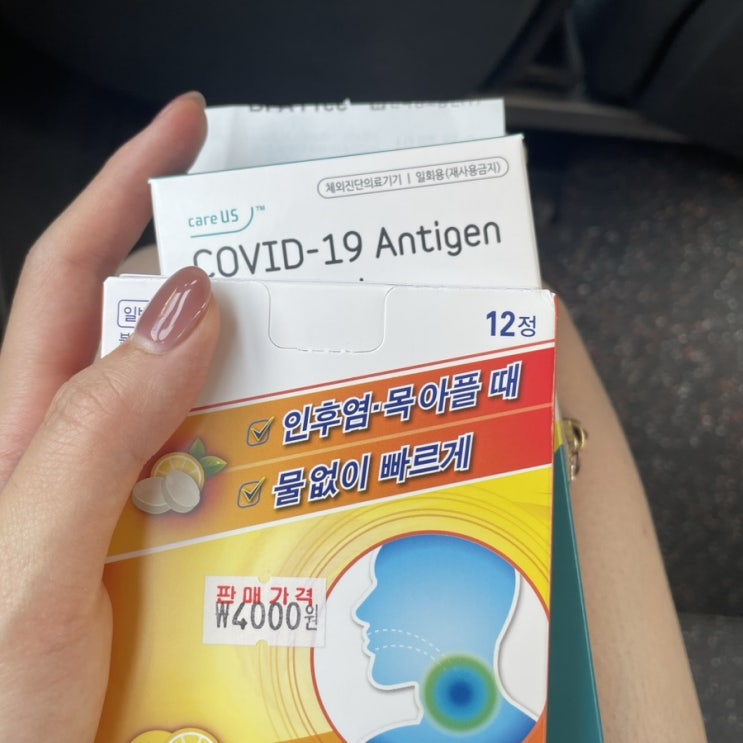 careUS™
체외진단의료기기 | 일회용(재사용금지)
COVID-19 Antigen
12정
인후염·목아플 때
물없이 빠르게
판매가격
₩4000원